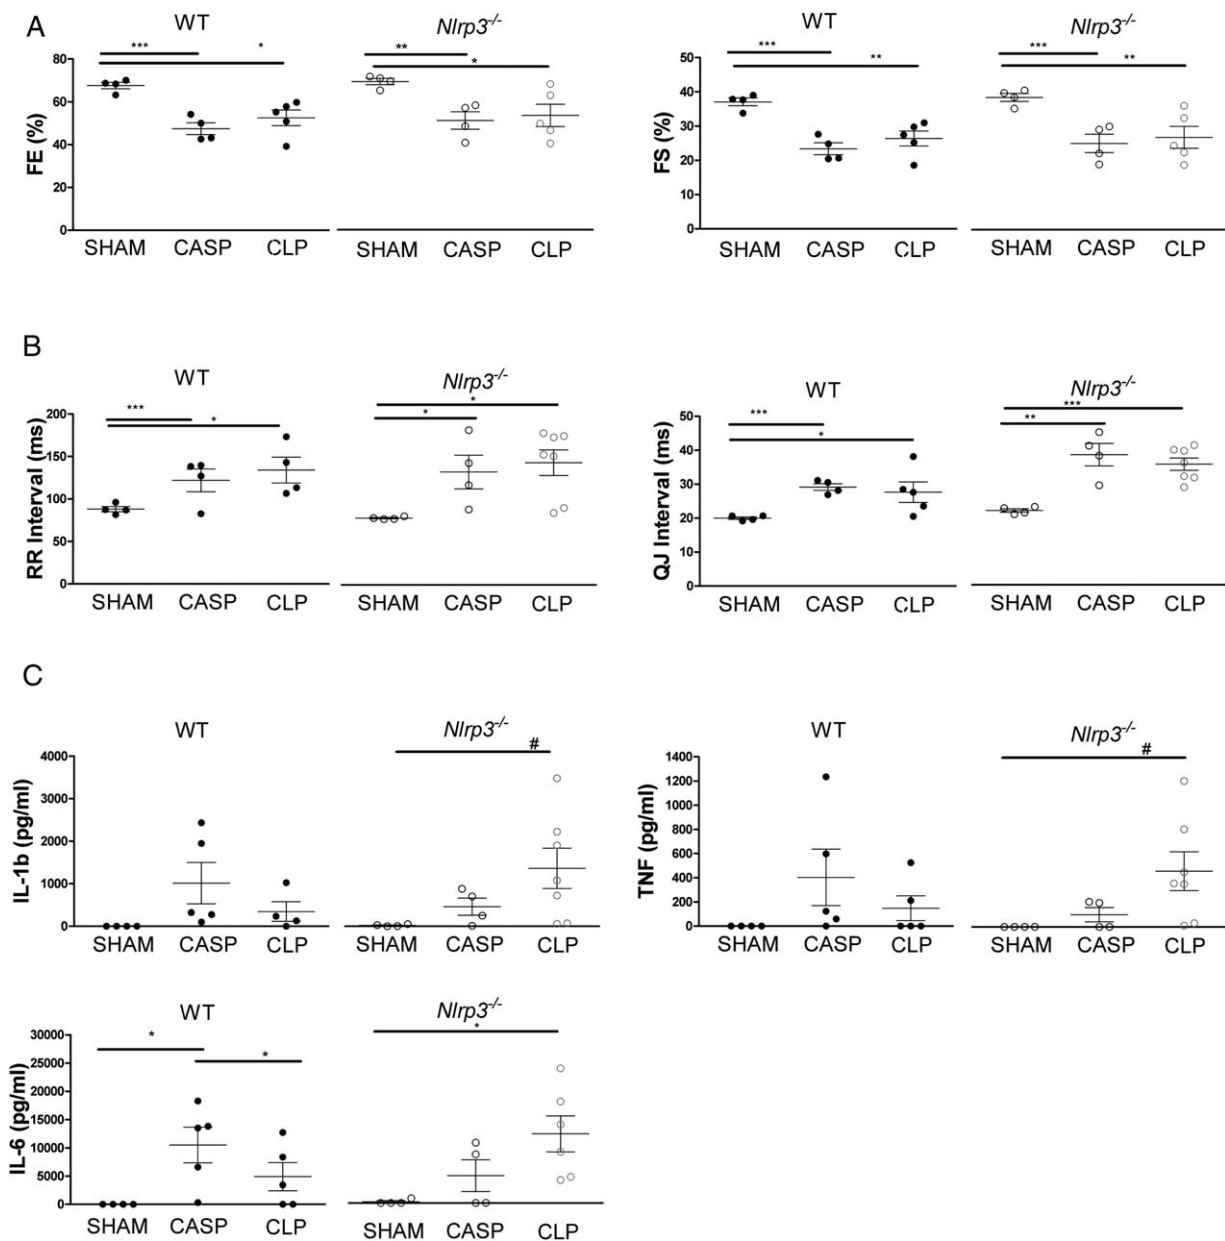 A
WT
Nlrp3-/-
WT
Nlrp3-/-
*** *
** *
*** **
*** **
FE (%)
80
60
40
20
0
SHAM CASP CLP
SHAM CASP CLP
FS (%)
50
40
30
20
10
0
SHAM CASP CLP
SHAM CASP CLP
B
WT
Nlrp3-/-
WT
Nlrp3-/-
*** *
* *
*** *
*** **
RR Interval (ms)
200
150
100
50
0
SHAM CASP CLP
SHAM CASP CLP
QJ Interval (ms)
50
40
30
20
10
0
SHAM CASP CLP
SHAM CASP CLP
C
WT
Nlrp3-/-
#
WT
Nlrp3-/-
#
IL-1b (pg/ml)
4000
3000
2000
1000
0
SHAM CASP CLP
SHAM CASP CLP
TNF (pg/ml)
1400
1200
1000
800
600
400
200
0
SHAM CASP CLP
SHAM CASP CLP
WT
Nlrp3-/-
* *
*
IL-6 (pg/ml)
30000
25000
20000
15000
10000
5000
0
SHAM CASP CLP
SHAM CASP CLP